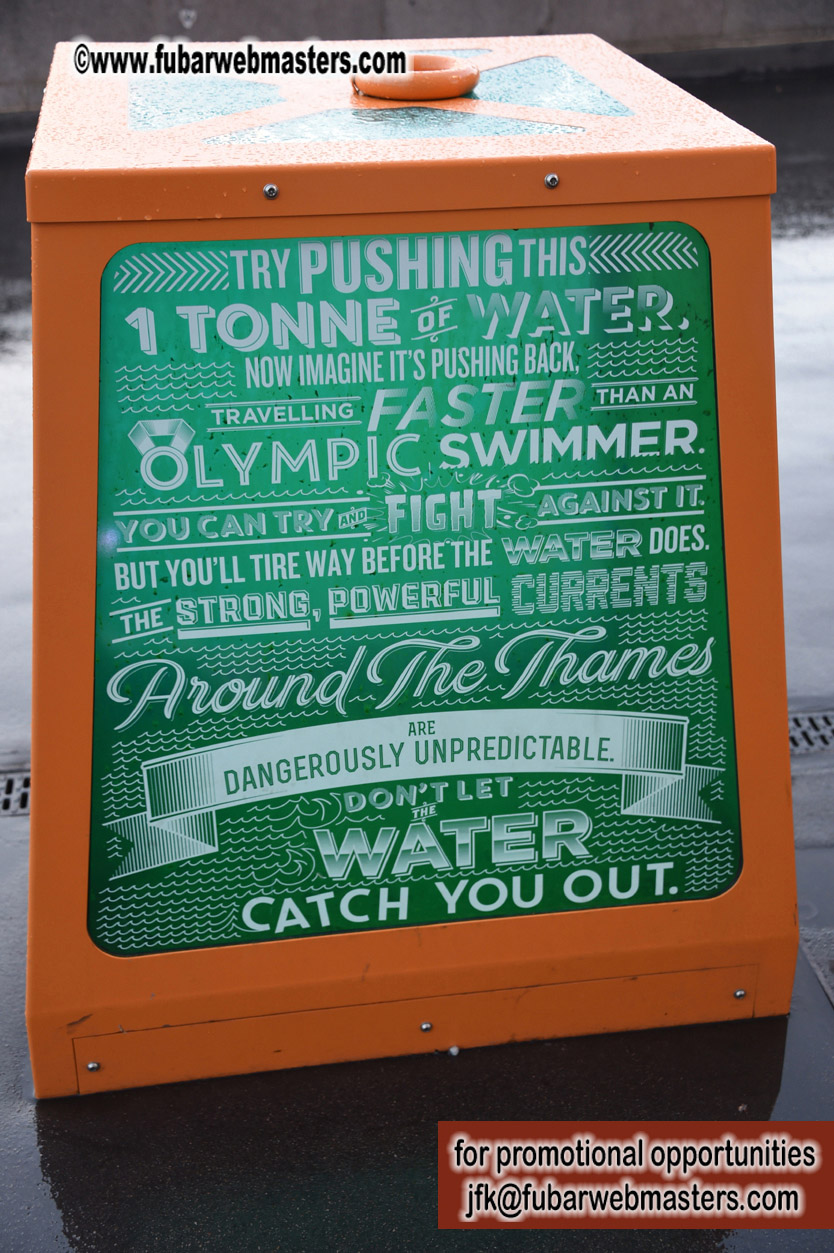 ©www.fubarwebmasters.com
TRY PUSHING THIS
1 TONNE OF WATER.
NOW IMAGINE IT'S PUSHING BACK,
TRAVELLING FASTER THAN AN
OLYMPIC SWIMMER.
YOU CAN TRY AND FIGHT AGAINST IT.
BUT YOU'LL TIRE WAY BEFORE THE WATER DOES.
THE STRONG, POWERFUL CURRENTS
Around The Thames
ARE
DANGEROUSLY UNPREDICTABLE.
DON'T LET
THE
WATER
CATCH YOU OUT.
for promotional opportunities
jfk@fubarwebmasters.com